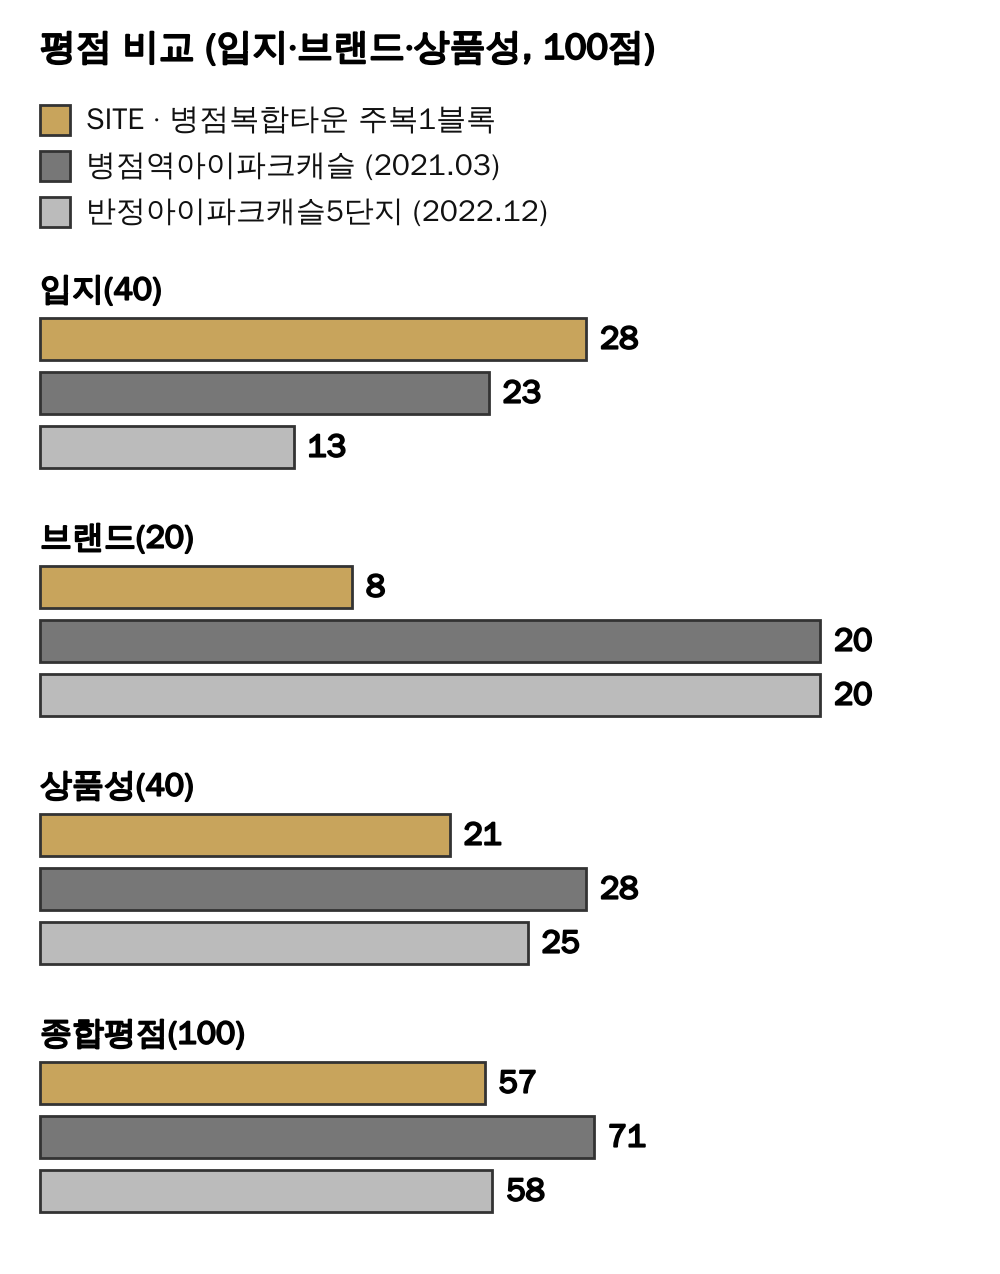 평점 비교 (입지·브랜드·상품성, 100점)
SITE · 병점복합타운 주복1블록
병점역아이파크캐슬 (2021.03)
반정아이파크캐슬5단지 (2022.12)
입지(40)
28
23
13
브랜드(20)
8
20
20
상품성(40)
21
28
25
종합평점(100)
57
71
58